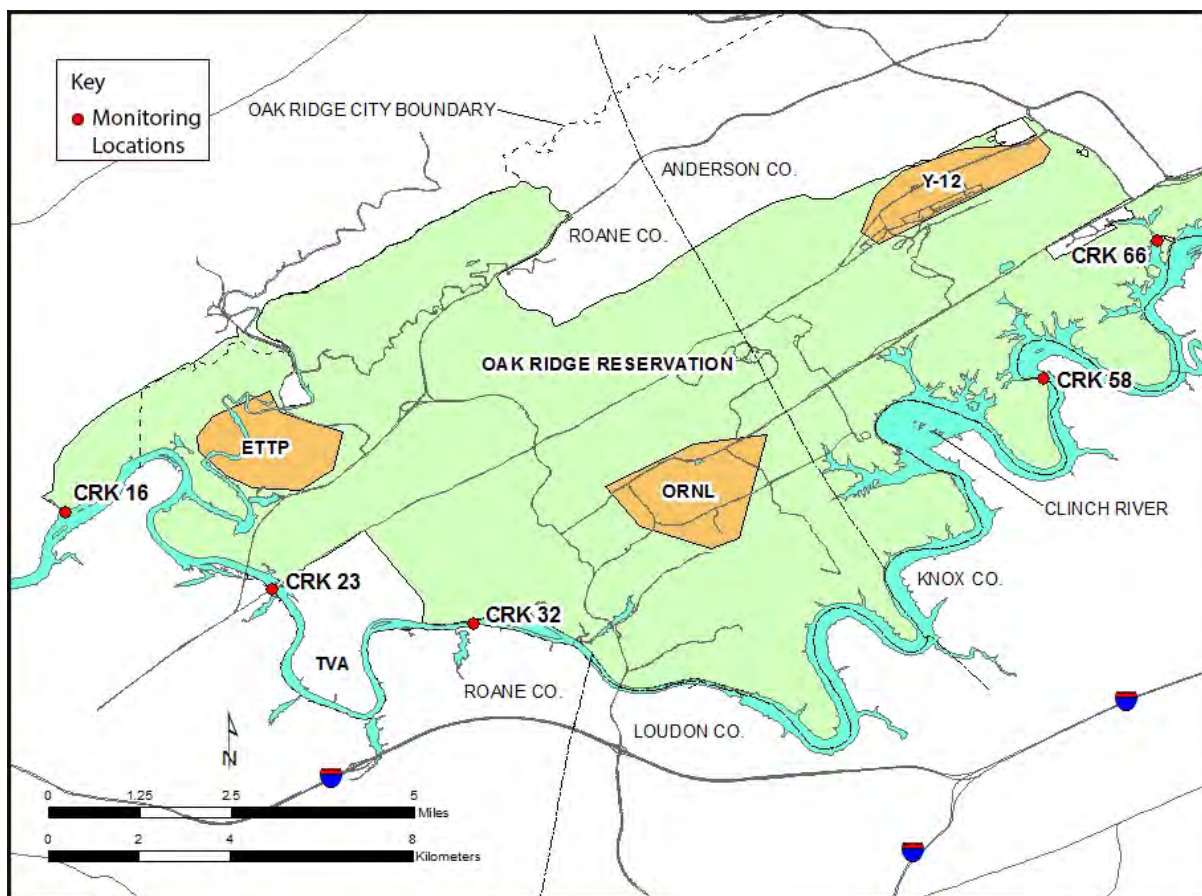 Key
Monitoring
Locations
OAK RIDGE CITY BOUNDARY
ANDERSON CO.
Y-12
ROANE CO.
CRK 66
OAK RIDGE RESERVATION
CRK 58
ETTP
ORNL
CRK 16
CLINCH RIVER
KNOX CO.
CRK 23
CRK 32
TVA
ROANE CO.
LOUDON CO.
N
0 1.25 2.5 5
Miles
0 2 4 8
Kilometers